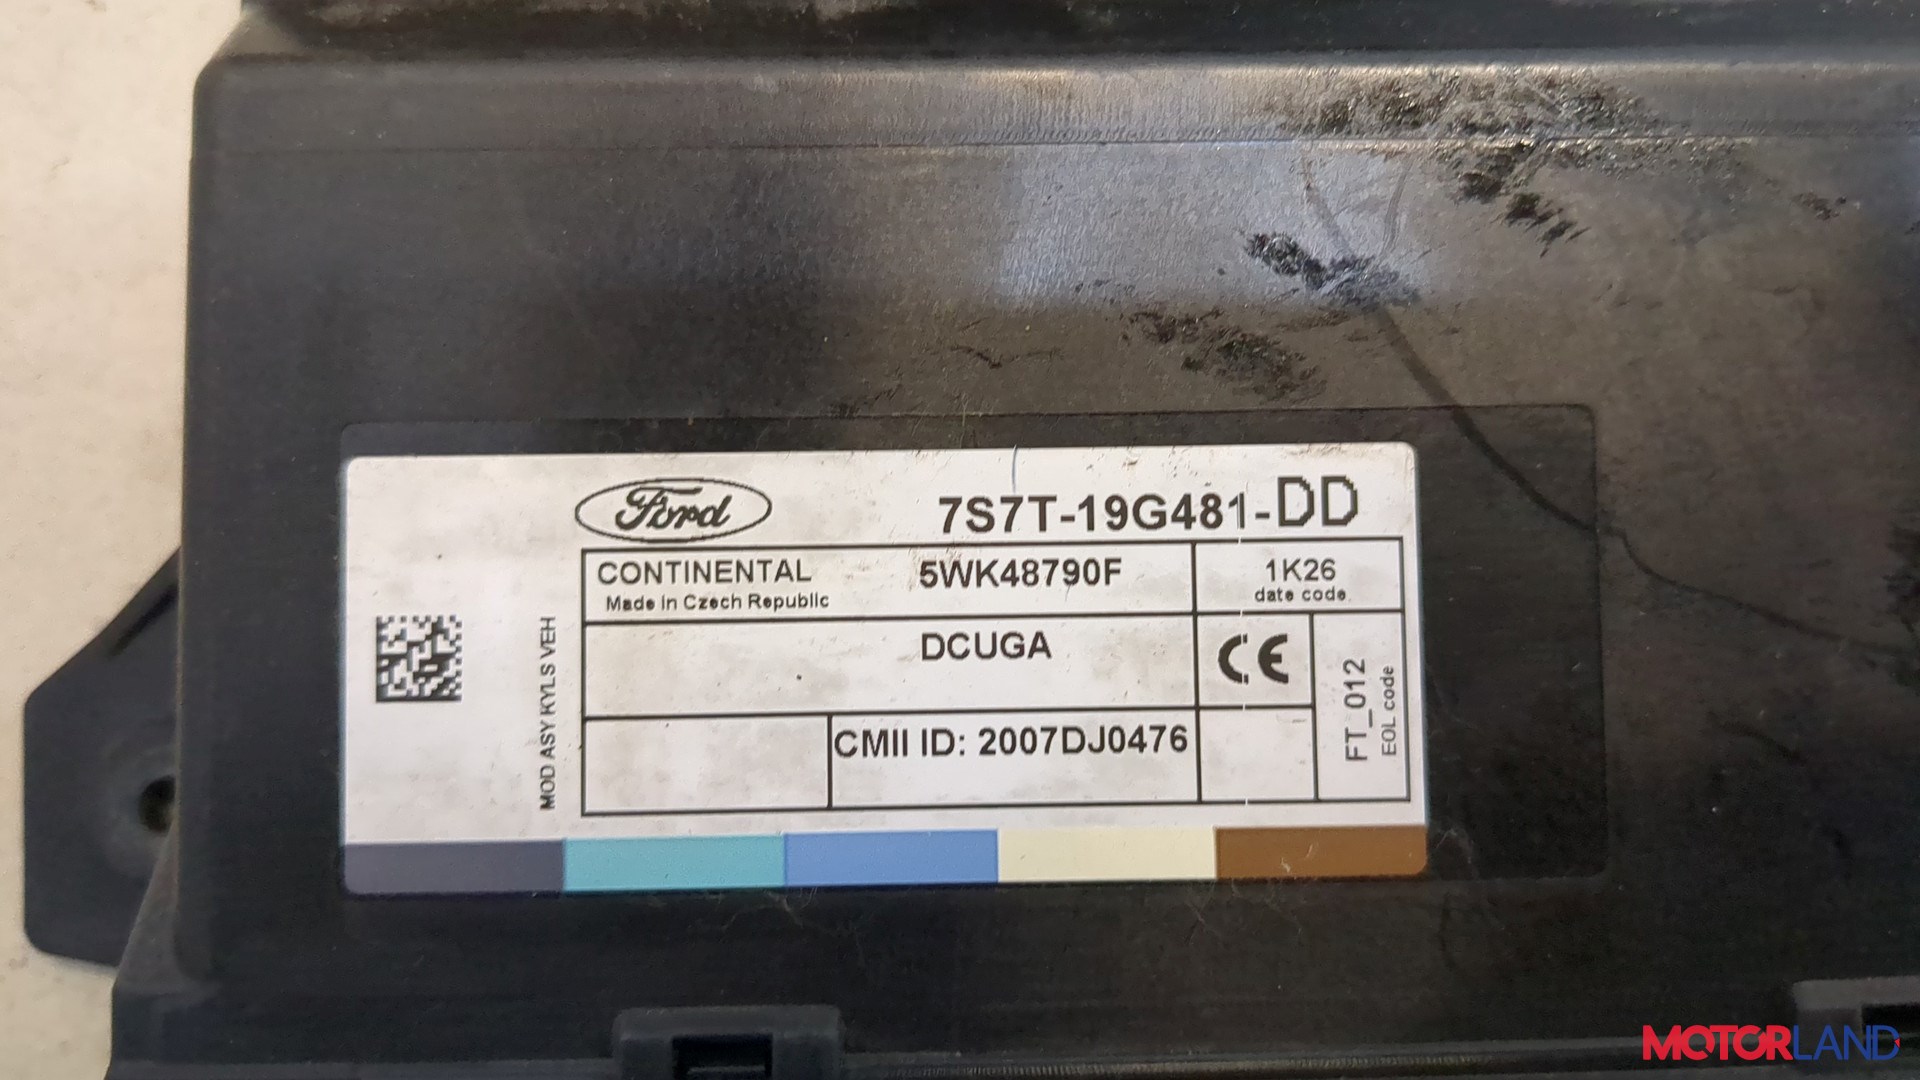 Ford
7S7T-19G481-DD
CONTINENTAL
Made in Czech Republic
5WK48790F
1K26
date code
MOD ASY KYLS VEH
DCUGA
CE
FT_012
EOL code
CMII ID: 2007DJ0476
MOTORLAND